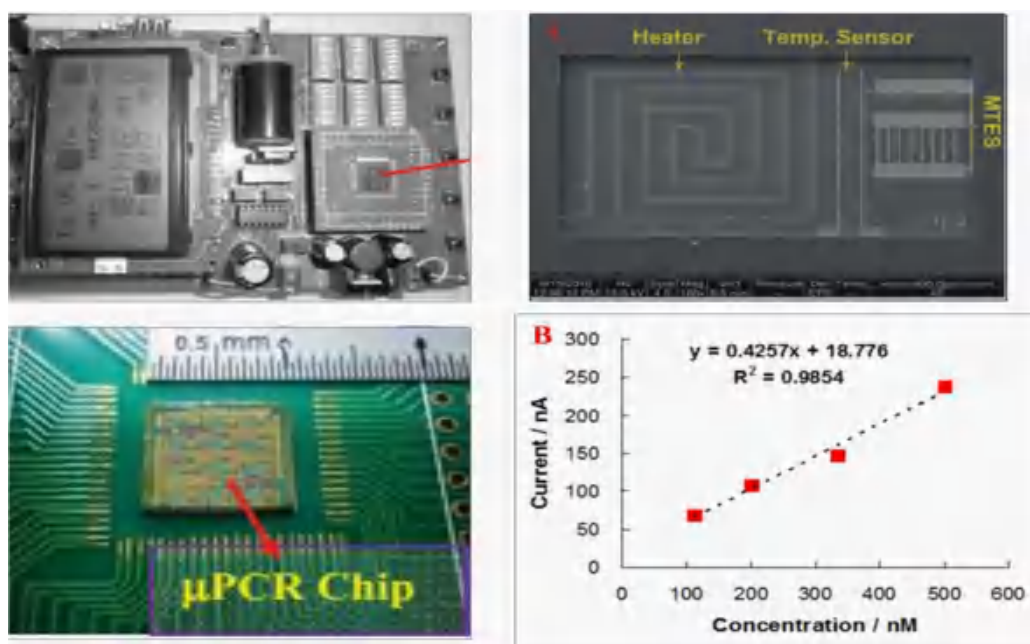 A
Heater
Temp. Sensor
MTES
0.5 mm
μPCR Chip
B
y = 0.4257x + 18.776
R² = 0.9854
Current / nA
300
250
200
150
100
50
0
0 100 200 300 400 500 600
Concentration / nM